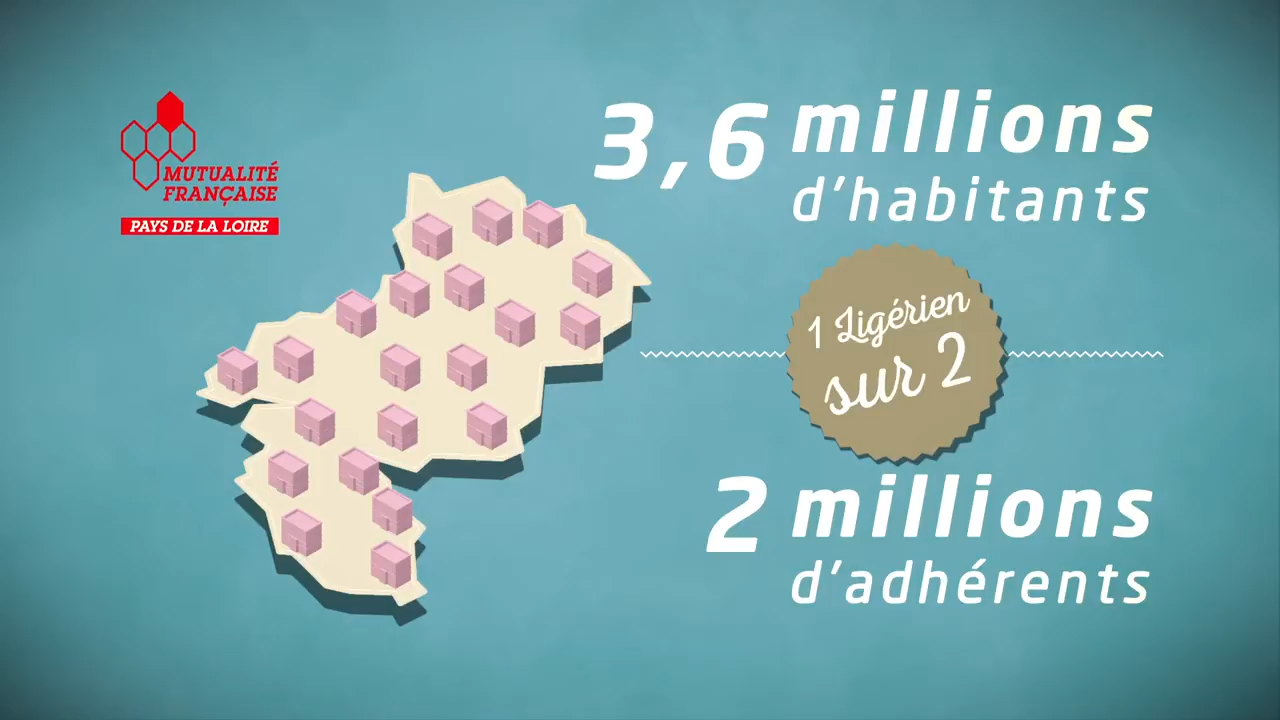 MUTUALITÉ
FRANÇAISE
PAYS DE LA LOIRE
3,6 millions
d'habitants
1 Ligérien
sur 2
2 millions
d'adhérents